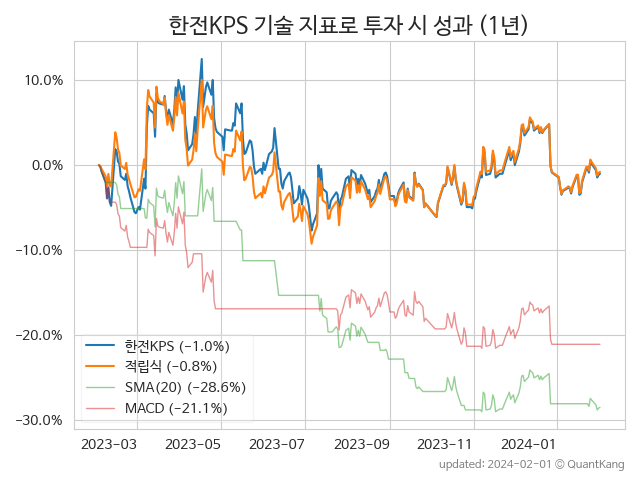 한전KPS 기술 지표로 투자 시 성과 (1년)
10.0%
0.0%
−10.0%
−20.0%
−30.0%
한전KPS (−1.0%)
적립식 (−0.8%)
SMA(20) (−28.6%)
MACD (−21.1%)
2023-03 2023-05 2023-07 2023-09 2023-11 2024-01
updated: 2024-02-01 © QuantKang